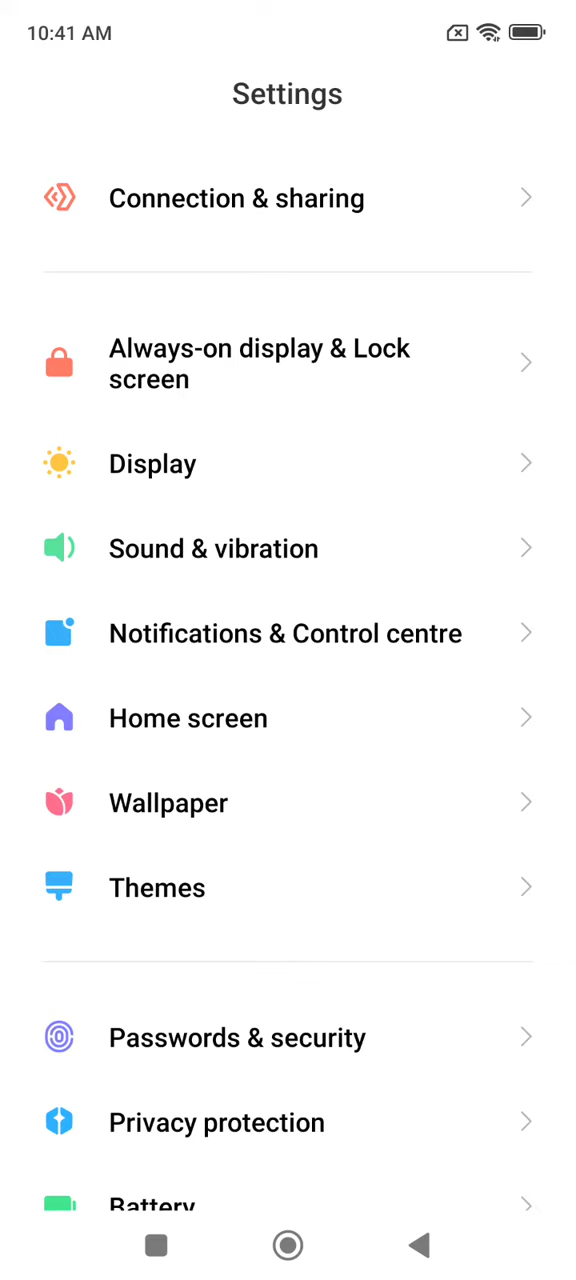 10:41 AM
Settings
Connection & sharing
Always-on display & Lock
screen
Display
Sound & vibration
Notifications & Control centre
Home screen
Wallpaper
Themes
Passwords & security
Privacy protection
Battery